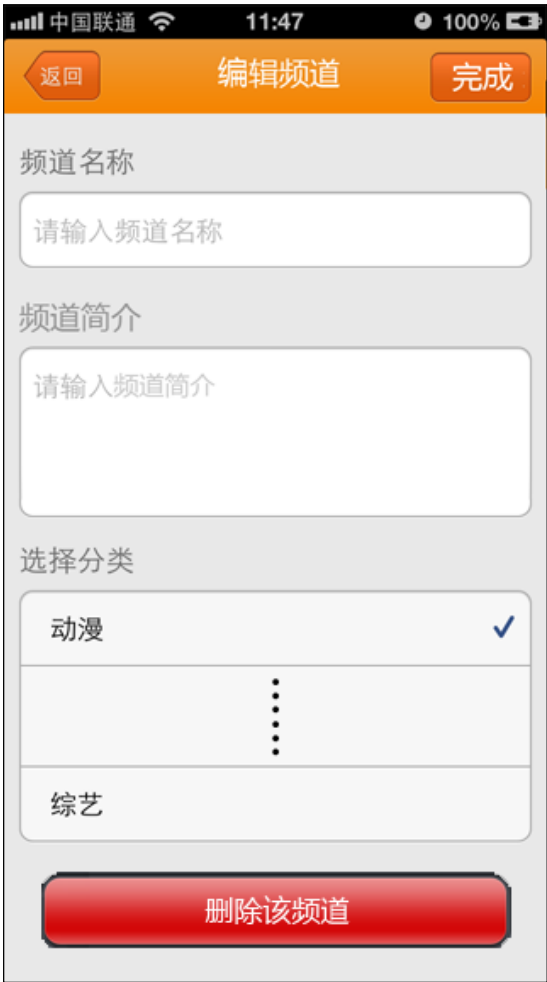 中国联通 11:47 100%
返回 编辑频道 完成
频道名称
请输入频道名称
频道简介
请输入频道简介
选择分类
动漫
综艺
删除该频道